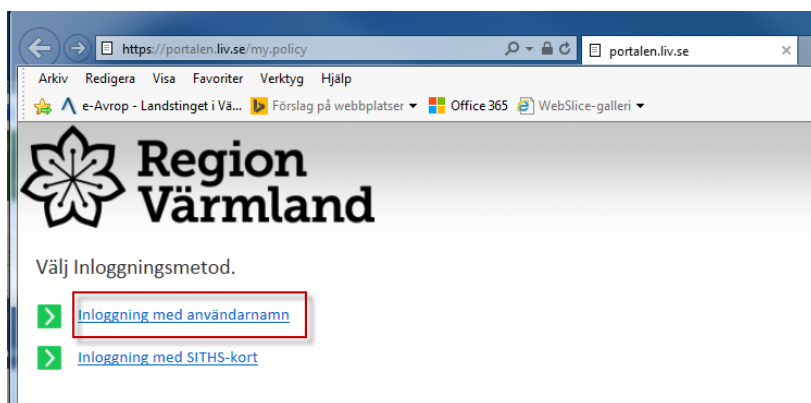 https://portalen.liv.se/my.policy
portalen.liv.se
Arkiv Redigera Visa Favoriter Verktyg Hjälp
e-Avrop - Landstinget i Vä... Förslag på webbplatser Office 365 WebSlice-galleri
Region
Värmland
Välj Inloggningsmetod.
Inloggning med användarnamn
Inloggning med SITHS-kort